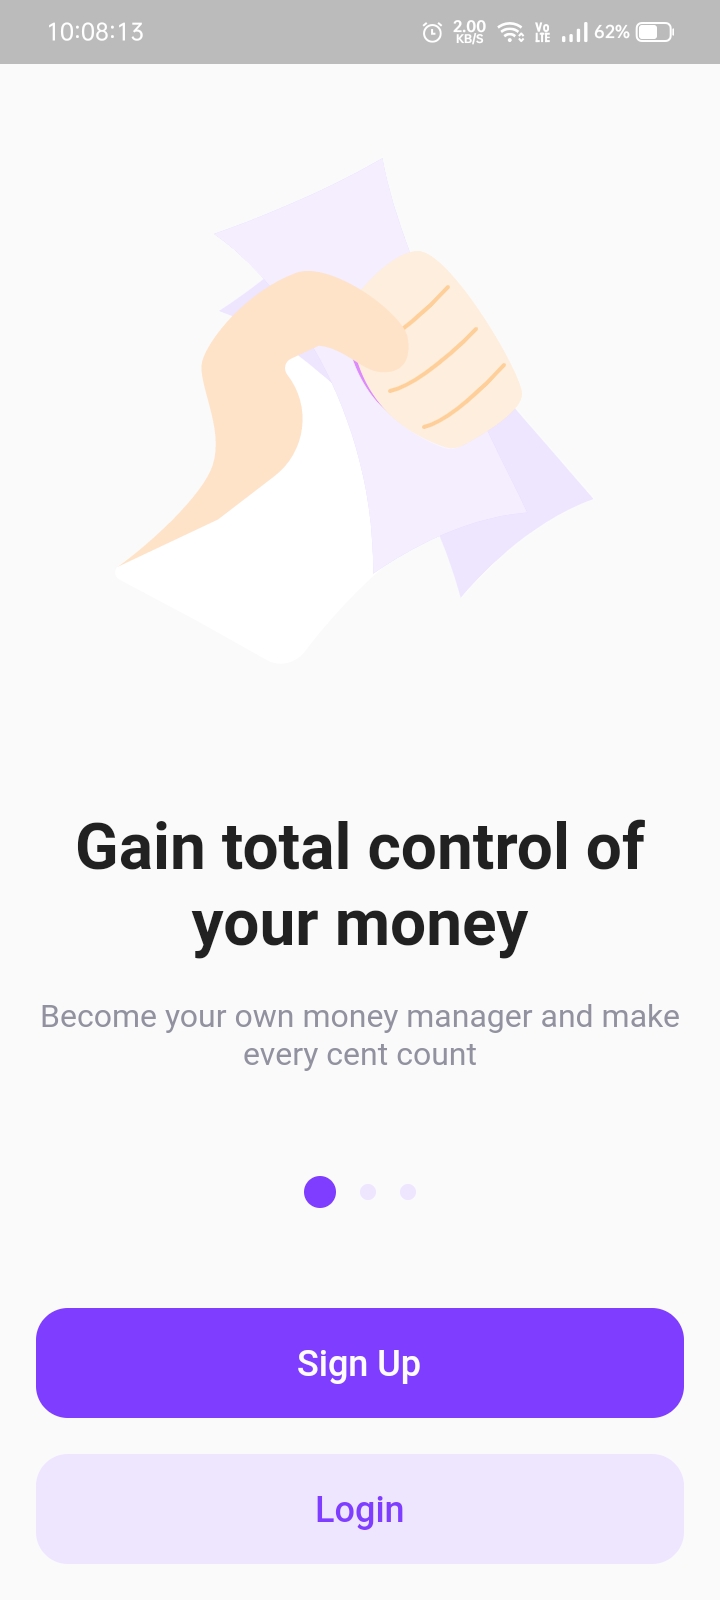 10:08:13 2.00 KB/S Vo LTE 62%
Gain total control of
your money
Become your own money manager and make
every cent count
Sign Up
Login